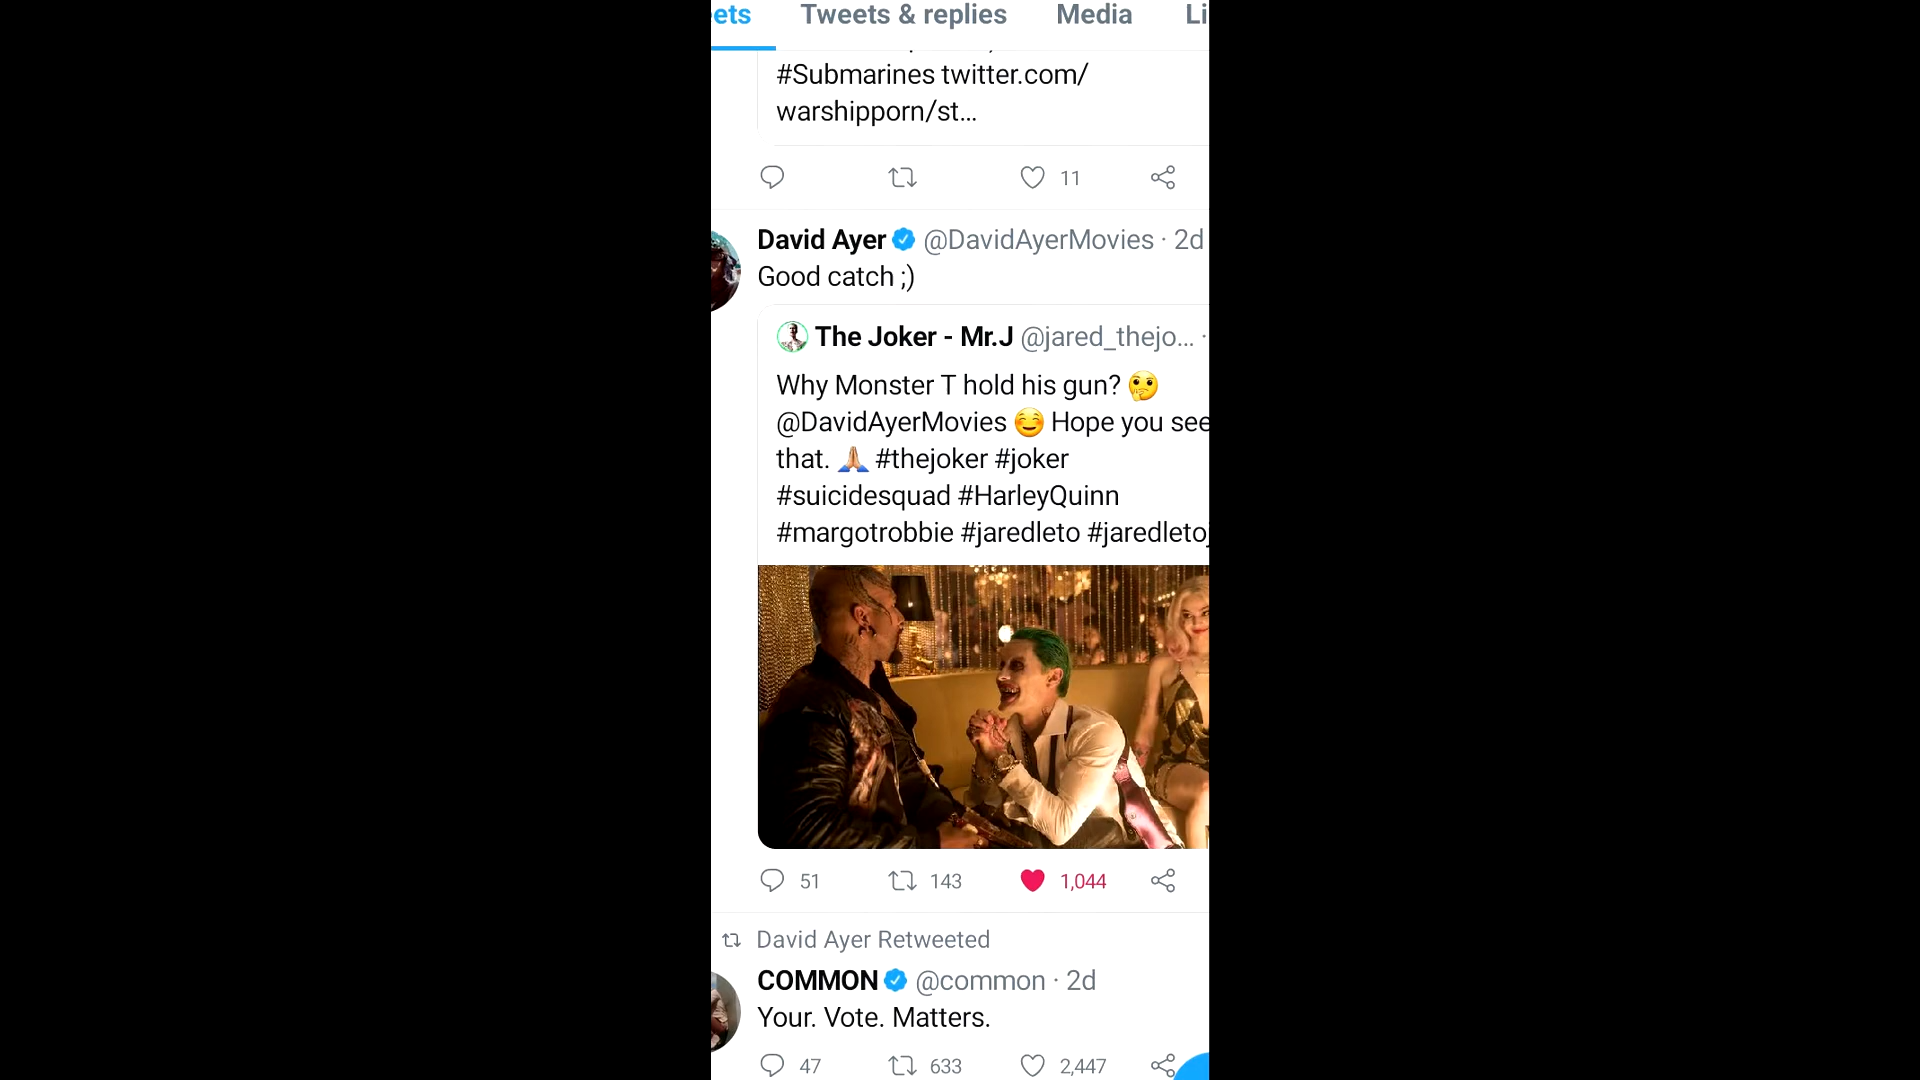 ets Tweets & replies Media Li
#Submarines twitter.com/
warshipporn/st...
11
David Ayer @DavidAyerMovies · 2d
Good catch ;)
The Joker - Mr.J @jared_thejo... ·
Why Monster T hold his gun? 🤔
@DavidAyerMovies ☺️ Hope you see
that. 🙏🏼 #thejoker #joker
#suicidesquad #HarleyQuinn
#margotrobbie #jaredleto #jaredletoj
51 143 1,044
David Ayer Retweeted
COMMON @common · 2d
Your. Vote. Matters.
47 633 2,447